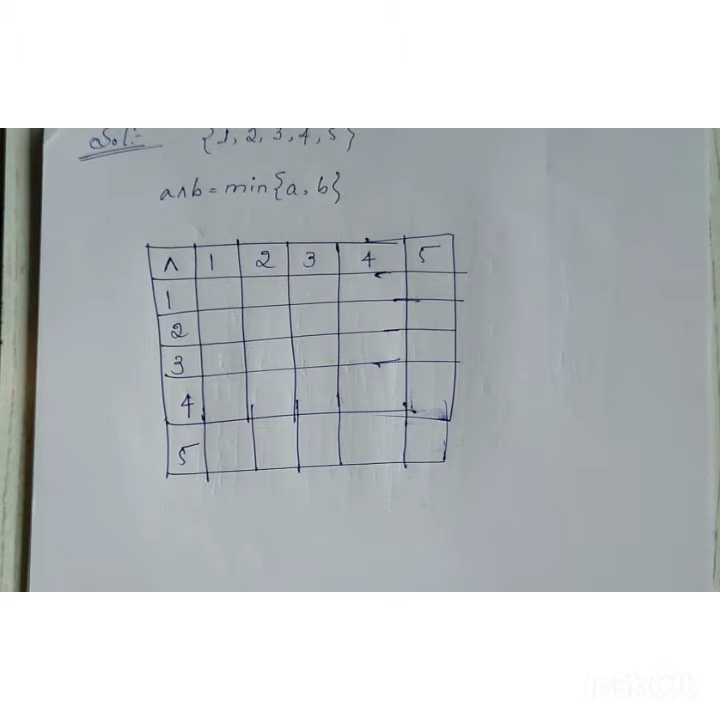 Sol:- {1, 2, 3, 4, 5}
a∧b = min{a, b}
∧ 1 2 3 4 5
1
2
3
4
5